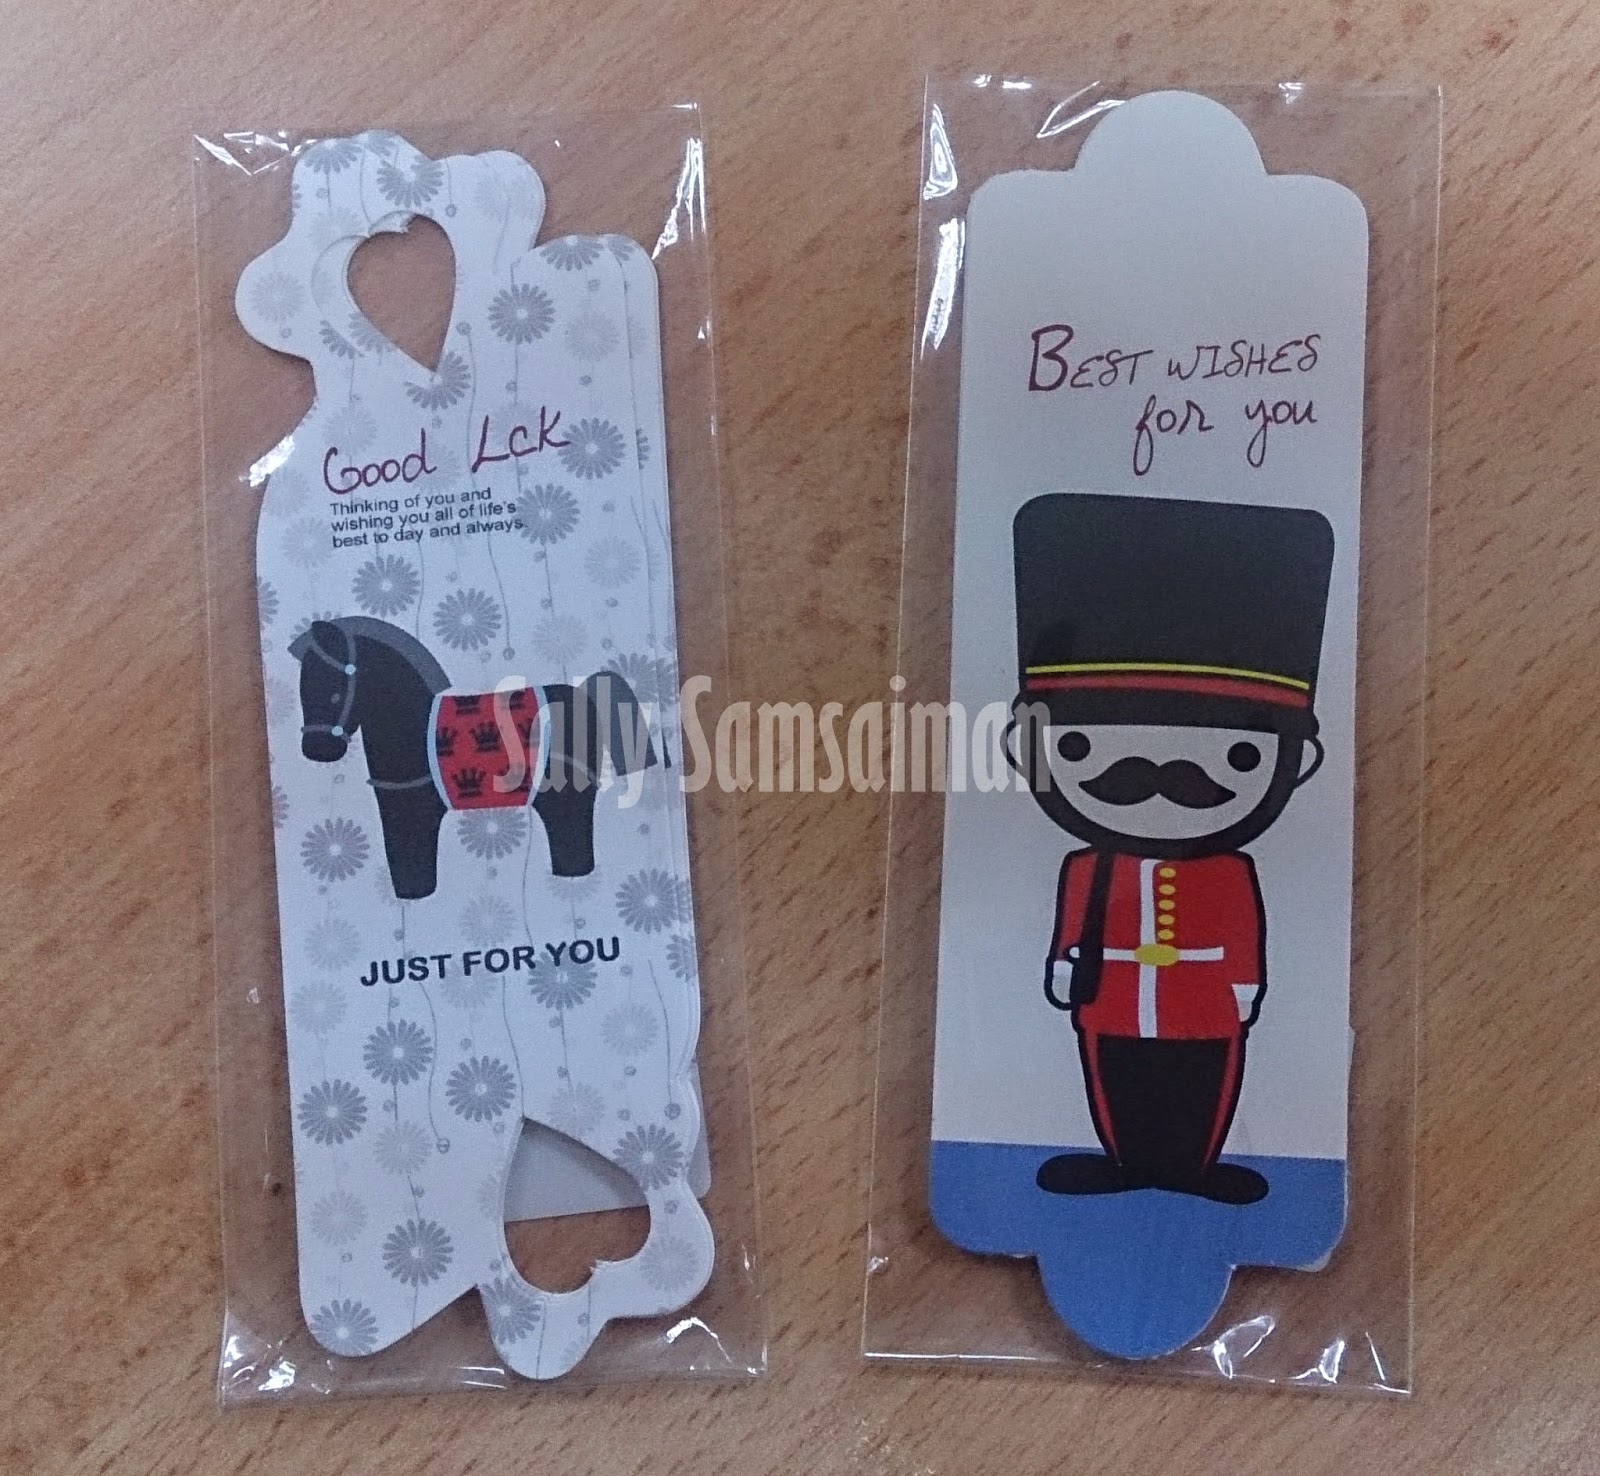 Good Lck
Thinking of you and
wishing you all of life's
best to day and always.
JUST FOR YOU
BEST WISHES
for you
Sally Samsaiman